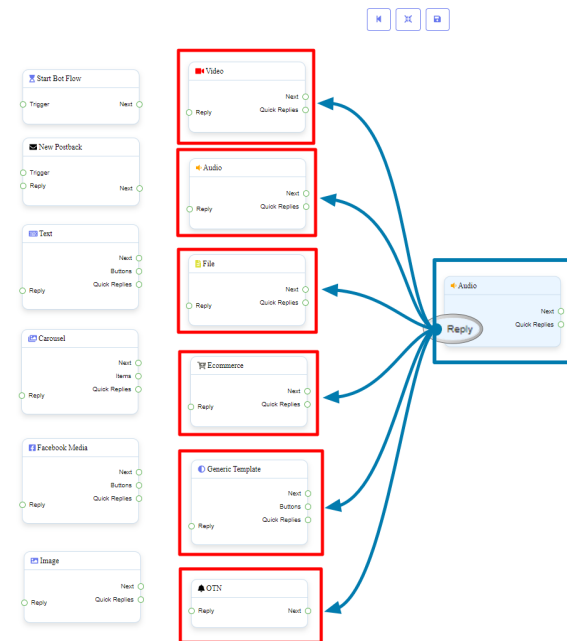 Start Bot Flow
Trigger
Next
New Postback
Trigger
Reply
Next
Text
Next
Buttons
Quick Replies
Reply
Carousel
Next
Items
Quick Replies
Reply
Facebook Media
Next
Buttons
Quick Replies
Reply
Image
Next
Quick Replies
Reply
Video
Next
Quick Replies
Reply
Audio
Next
Quick Replies
Reply
File
Next
Quick Replies
Reply
Ecommerce
Next
Quick Replies
Reply
Generic Template
Next
Buttons
Quick Replies
Reply
OTN
Reply
Next
Audio
Next
Quick Replies
Reply